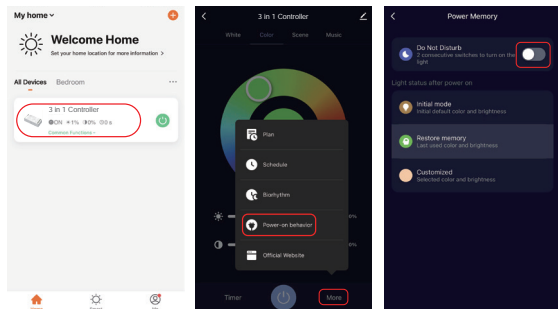 My home
Welcome Home
Set your home location for more information >
All Devices Bedroom ...
3 in 1 Controller
ON 1% 0% 0 s
Common Functions >
3 in 1 Controller
White Color Scene Music
Plan
Schedule
Biorhythm
Power-on behavior
Official Website
Timer
More
Power Memory
Do Not Disturb
2 consecutive switches to turn on the light
Light status after power on
Initial mode
Initial default color and brightness
Restore memory
Last used color and brightness
Customized
Selected color and brightness